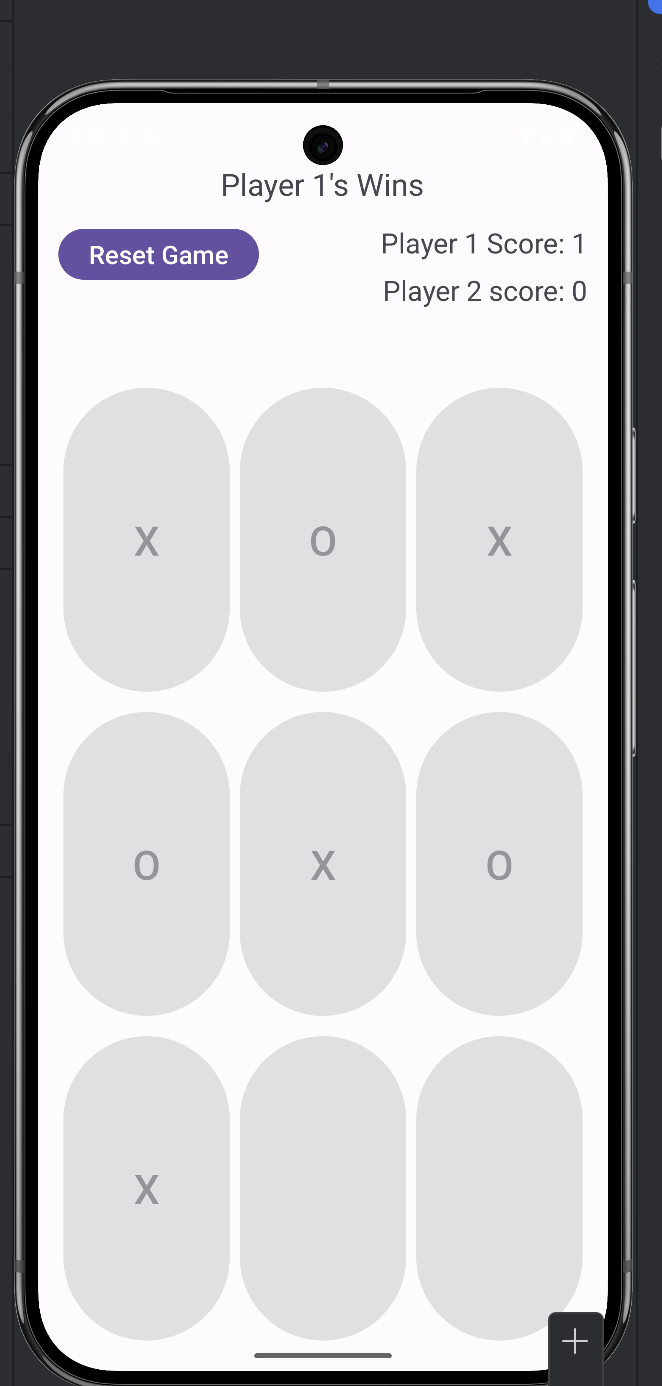 Player 1's Wins
Reset Game
Player 1 Score: 1
Player 2 score: 0
X O X
O X O
X